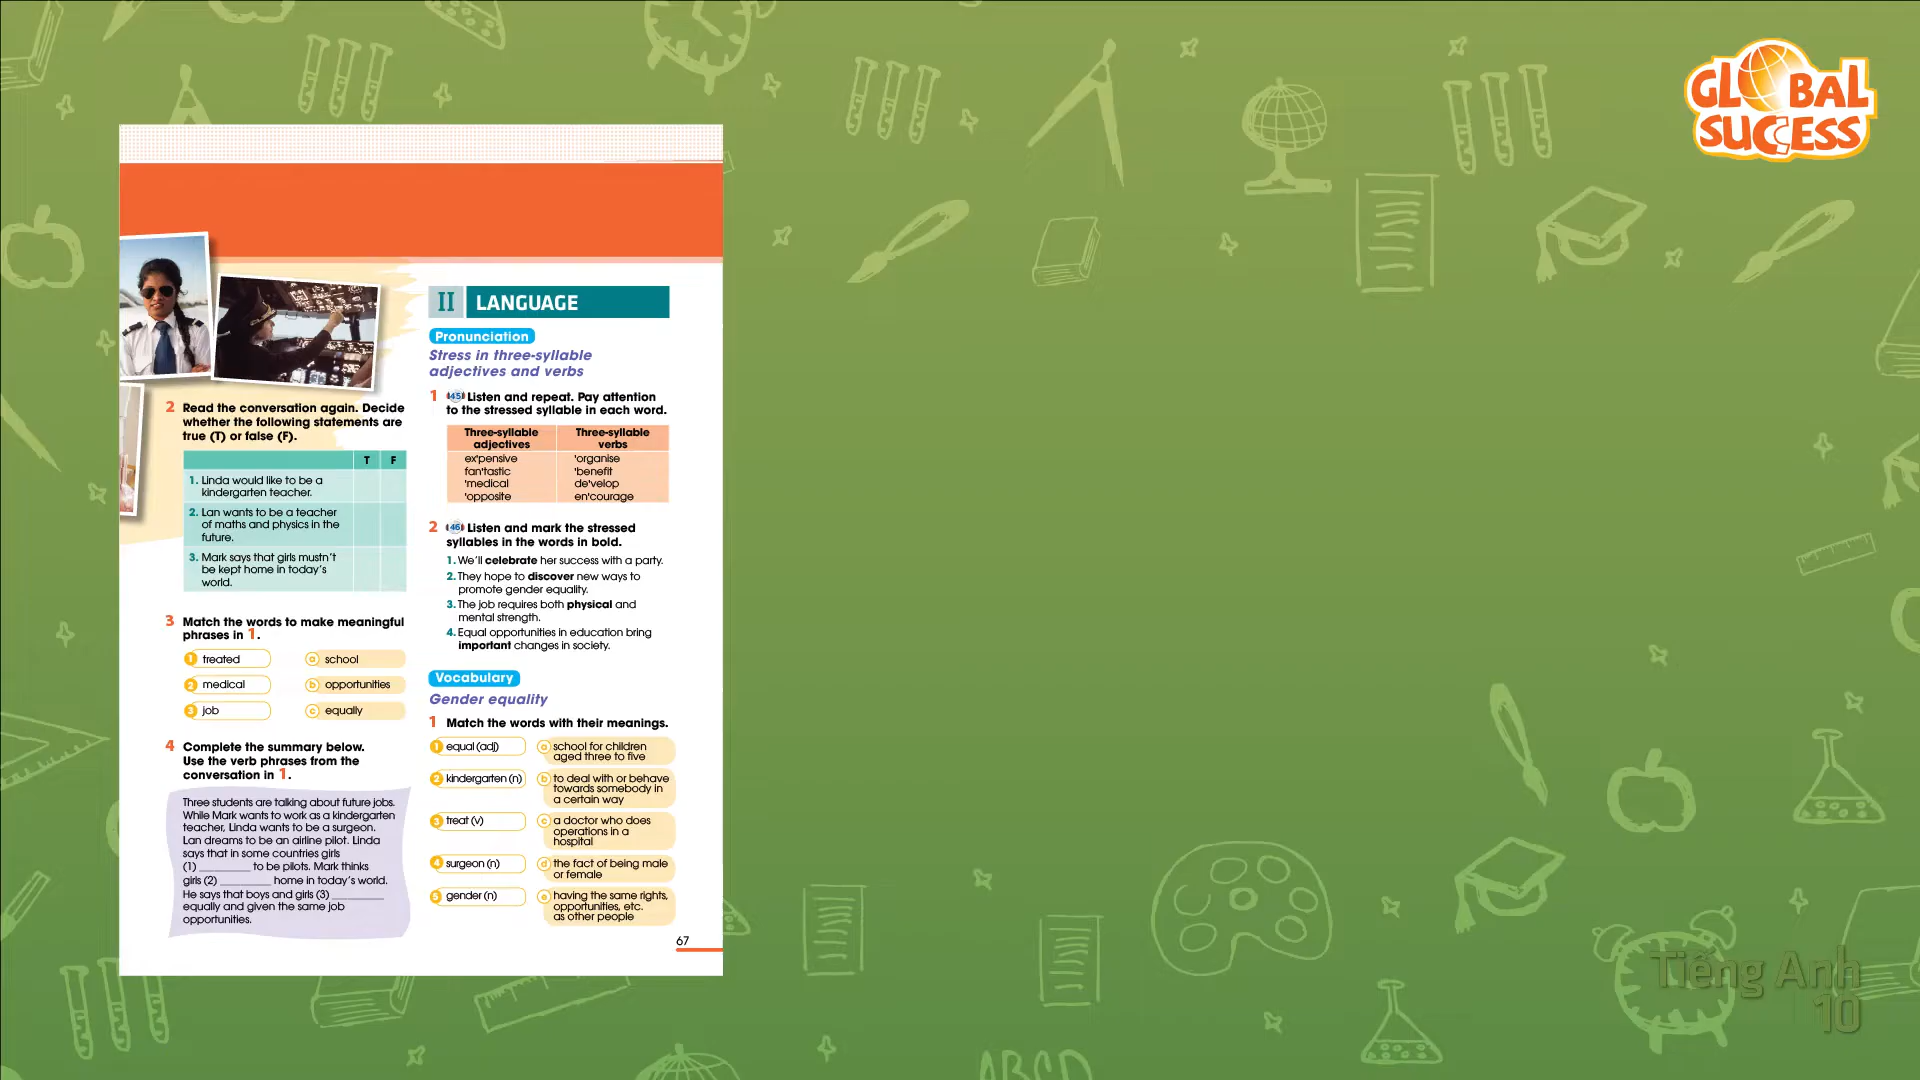 GLOBAL
SUCCESS
2 Read the conversation again. Decide
whether the following statements are
true (T) or false (F).
T F
1. Linda would like to be a
kindergarten teacher.
2. Lan wants to be a teacher
of maths and physics in the
future.
3. Mark says that girls mustn't
be kept home in today's
world.
3 Match the words to make meaningful
phrases in 1.
1 treated
a school
2 medical
b opportunities
3 job
c equally
4 Complete the summary below.
Use the verb phrases from the
conversation in 1.
Three students are talking about future jobs.
While Mark wants to work as a kindergarten
teacher, Linda wants to be a surgeon.
Lan dreams to be an airline pilot. Linda
says that in some countries girls
(1) _________ to be pilots. Mark thinks
girls (2) _________ home in today's world.
He says that boys and girls (3) _________
equally and given the same job
opportunities.
II LANGUAGE
Pronunciation
Stress in three-syllable
adjectives and verbs
1 45 Listen and repeat. Pay attention
to the stressed syllable in each word.
Three-syllable adjectives
Three-syllable verbs
ex'pensive 'organise
fan'tastic 'benefit
'medical de'velop
'opposite en'courage
2 46 Listen and mark the stressed
syllables in the words in bold.
1. We'll celebrate her success with a party.
2. They hope to discover new ways to
promote gender equality.
3. The job requires both physical and
mental strength.
4. Equal opportunities in education bring
important changes in society.
Vocabulary
Gender equality
1 Match the words with their meanings.
1 equal (adj)
a school for children
aged three to five
2 kindergarten (n)
b to deal with or behave
towards somebody in
a certain way
3 treat (v)
c a doctor who does
operations in a
hospital
4 surgeon (n)
d the fact of being male
or female
5 gender (n)
e having the same rights,
opportunities, etc.
as other people
67
Tiếng Anh
10
ABCD